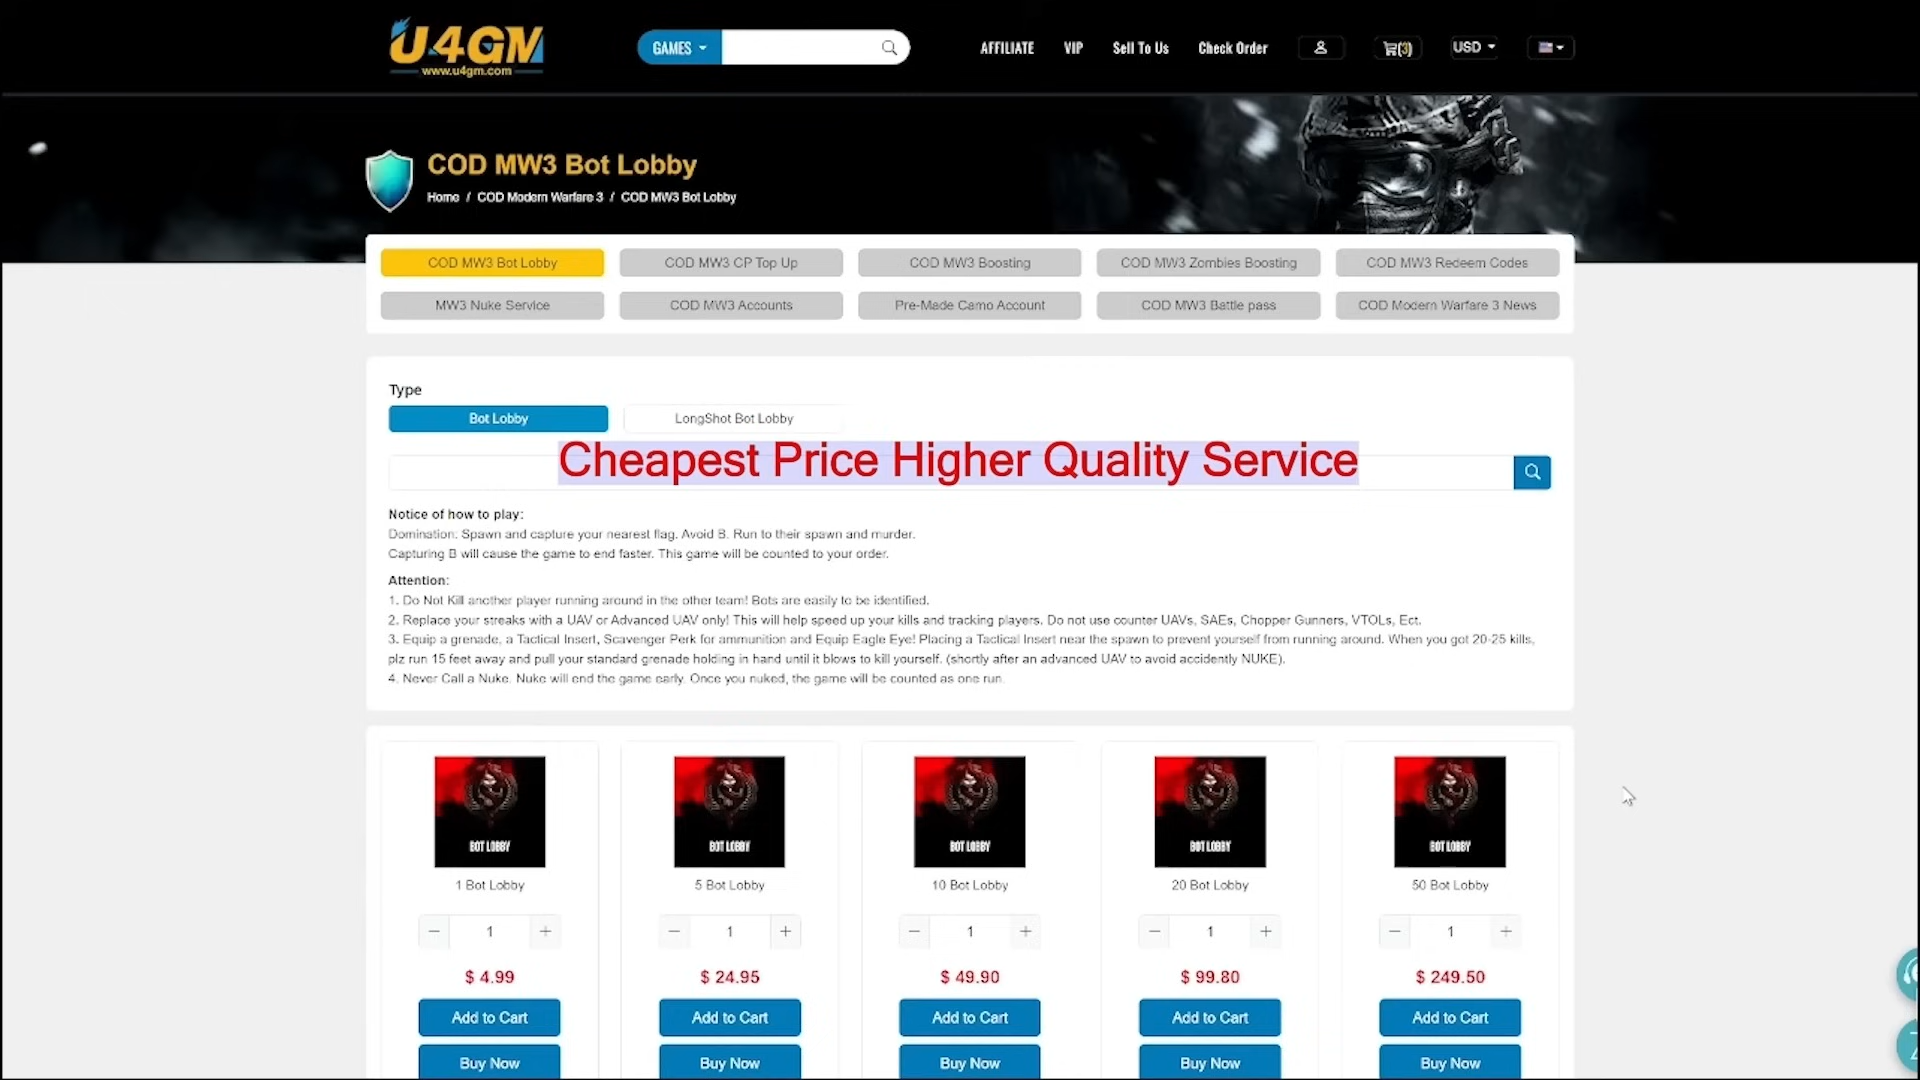 U4GM
www.u4gm.com
GAMES
AFFILIATE
VIP
Sell To Us
Check Order
(3)
USD
COD MW3 Bot Lobby
Home / COD Modern Warfare 3 / COD MW3 Bot Lobby
COD MW3 Bot Lobby
COD MW3 CP Top Up
COD MW3 Boosting
COD MW3 Zombies Boosting
COD MW3 Redeem Codes
MW3 Nuke Service
COD MW3 Accounts
Pre-Made Camo Account
COD MW3 Battle pass
COD Modern Warfare 3 News
Type
Bot Lobby
LongShot Bot Lobby
Cheapest Price Higher Quality Service
Notice of how to play:
Domination: Spawn and capture your nearest flag. Avoid B. Run to their spawn and murder.
Capturing B will cause the game to end faster. This game will be counted to your order.
Attention:
1. Do Not Kill another player running around in the other team! Bots are easily to be identified.
2. Replace your streaks with a UAV or Advanced UAV only! This will help speed up your kills and tracking players. Do not use counter UAVs, SAEs, Chopper Gunners, VTOLs, Ect.
3. Equip a grenade, a Tactical Insert, Scavenger Perk for ammunition and Equip Eagle Eye! Placing a Tactical Insert near the spawn to prevent yourself from running around. When you got 20-25 kills,
plz run 15 feet away and pull your standard grenade holding in hand until it blows to kill yourself. (shortly after an advanced UAV to avoid accidently NUKE).
4. Never Call a Nuke. Nuke will end the game early. Once you nuked, the game will be counted as one run.
BOT LOBBY
BOT LOBBY
BOT LOBBY
BOT LOBBY
BOT LOBBY
1 Bot Lobby
5 Bot Lobby
10 Bot Lobby
20 Bot Lobby
50 Bot Lobby
− 1 +
− 1 +
− 1 +
− 1 +
− 1 +
$ 4.99
$ 24.95
$ 49.90
$ 99.80
$ 249.50
Add to Cart
Add to Cart
Add to Cart
Add to Cart
Add to Cart
Buy Now
Buy Now
Buy Now
Buy Now
Buy Now